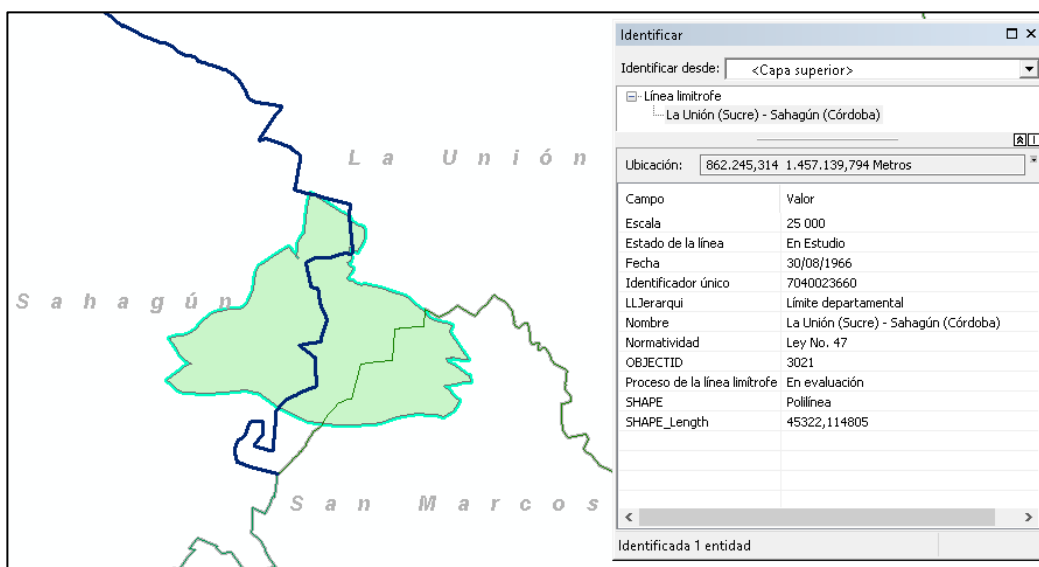 La Unión
Sahagún
San Marcos
Identificar
Identificar desde: <Capa superior>
Línea limitrofe
La Unión (Sucre) - Sahagún (Córdoba)
Ubicación: 862.245,314 1.457.139,794 Metros
Campo Valor
Escala 25 000
Estado de la línea En Estudio
Fecha 30/08/1966
Identificador único 7040023660
LLJerarqui Límite departamental
Nombre La Unión (Sucre) - Sahagún (Córdoba)
Normatividad Ley No. 47
OBJECTID 3021
Proceso de la línea limítrofe En evaluación
SHAPE Polilínea
SHAPE_Length 45322,114805
Identificada 1 entidad